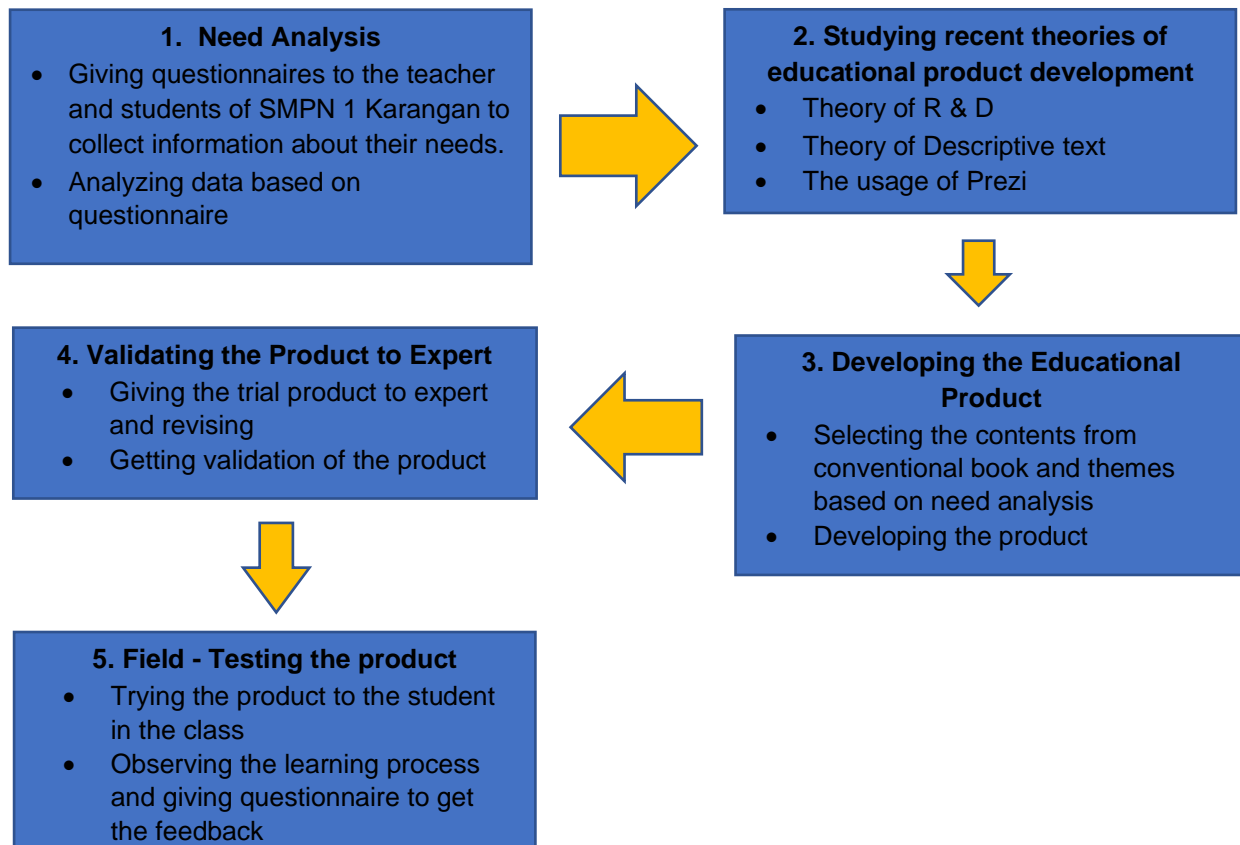 1. Need Analysis
• Giving questionnaires to the teacher
and students of SMPN 1 Karangan to
collect information about their needs.
• Analyzing data based on
questionnaire
2. Studying recent theories of
educational product development
• Theory of R & D
• Theory of Descriptive text
• The usage of Prezi
3. Developing the Educational
Product
• Selecting the contents from
conventional book and themes
based on need analysis
• Developing the product
4. Validating the Product to Expert
• Giving the trial product to expert
and revising
• Getting validation of the product
5. Field - Testing the product
• Trying the product to the student
in the class
• Observing the learning process
and giving questionnaire to get
the feedback